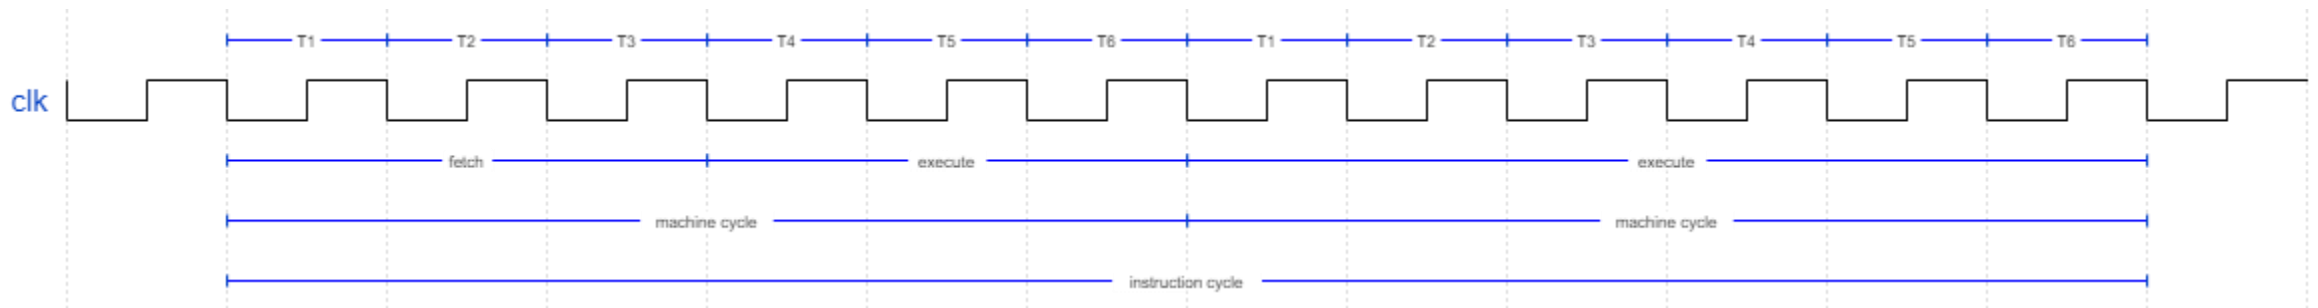 T1 T2 T3 T4 T5 T6 T1 T2 T3 T4 T5 T6
clk
fetch execute execute
machine cycle machine cycle
instruction cycle